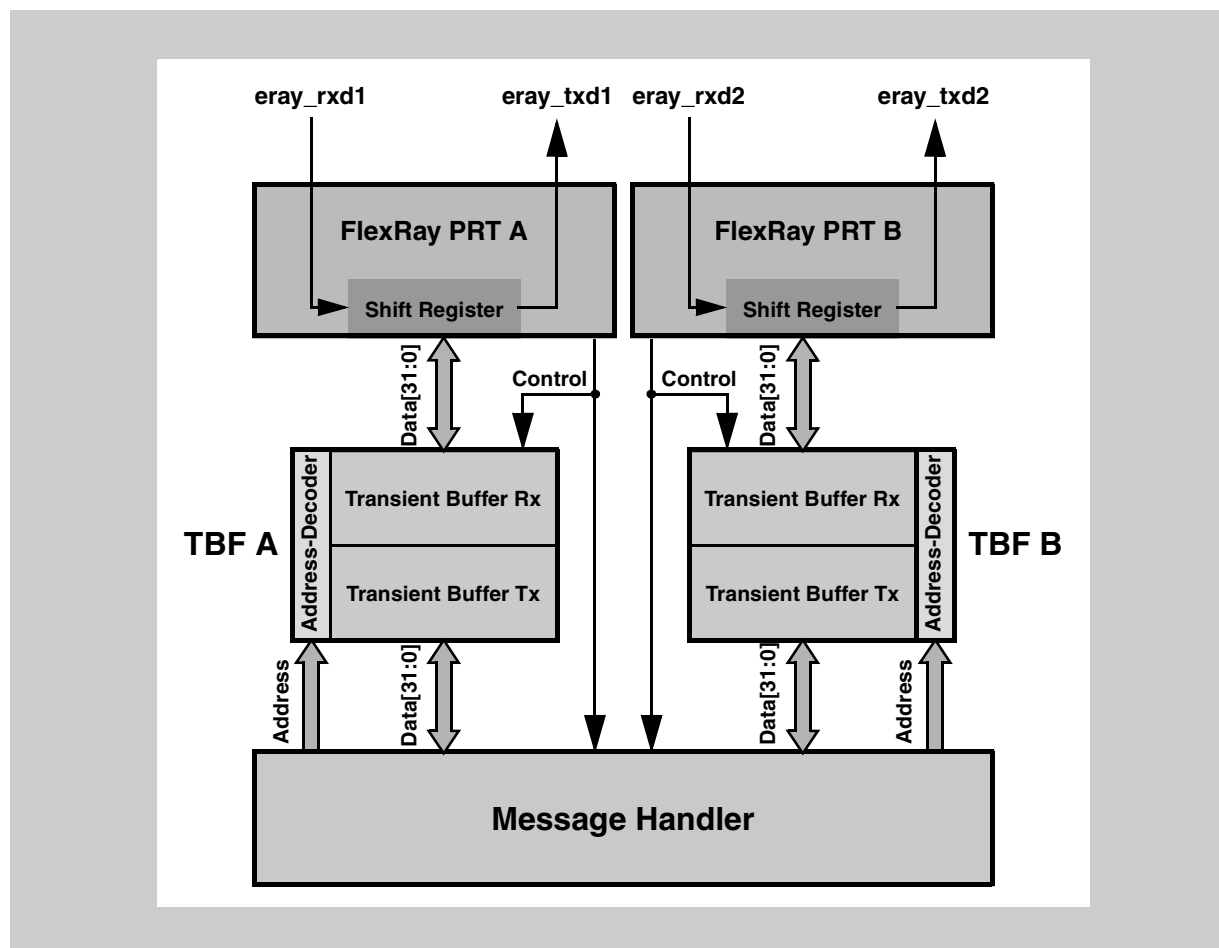 eray_rxd1 eray_txd1 eray_rxd2 eray_txd2
FlexRay PRT A FlexRay PRT B
Shift Register Shift Register
Data[31:0] Control Control Data[31:0]
TBF A
Address-Decoder
Transient Buffer Rx
Transient Buffer Tx
Transient Buffer Rx
Transient Buffer Tx
Address-Decoder
TBF B
Address Data[31:0] Data[31:0] Address
Message Handler